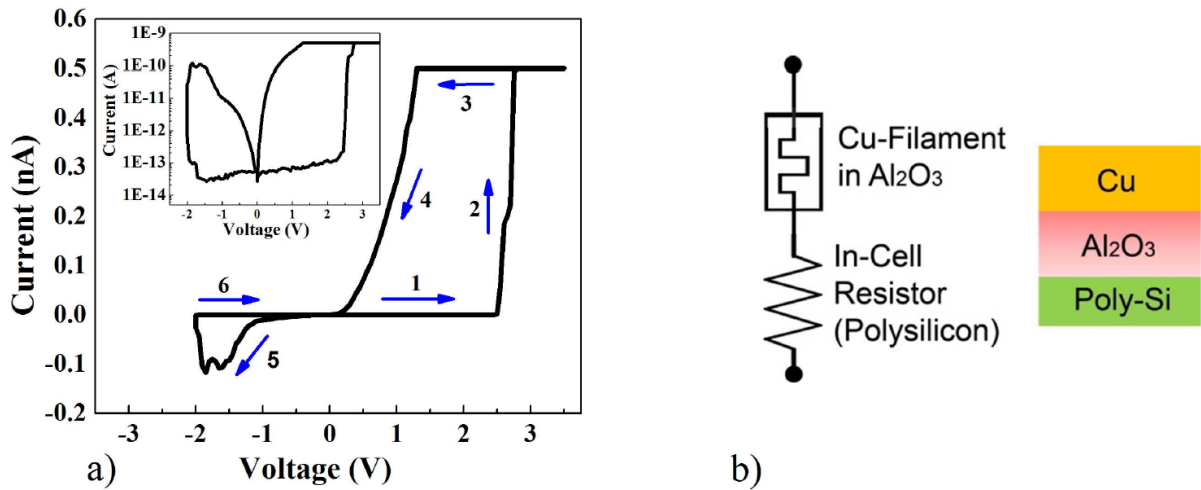 0.6
0.5
0.4
0.3
0.2
0.1
0.0
-0.1
-0.2
Current (nA)
-3 -2 -1 0 1 2 3
Voltage (V)
1E-9
1E-10
1E-11
1E-12
1E-13
1E-14
Current (A)
-2 -1 0 1 2 3
Voltage (V)
3
4
2
6
1
5
a)
Cu-Filament
in Al₂O₃
In-Cell
Resistor
(Polysilicon)
Cu
Al₂O₃
Poly-Si
b)